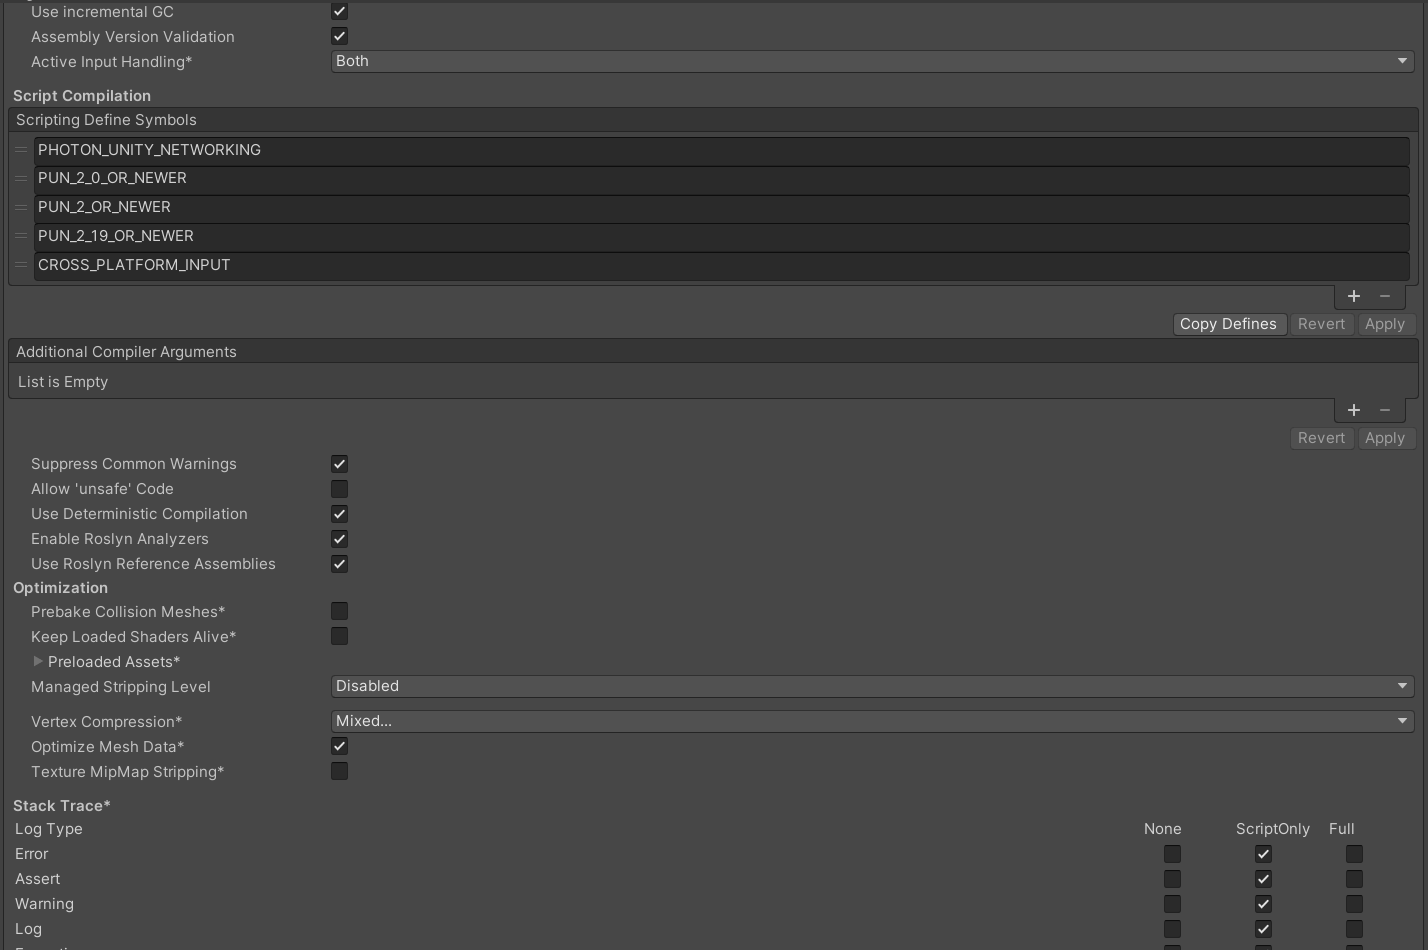 Use incremental GC
Assembly Version Validation
Active Input Handling* Both
Script Compilation
Scripting Define Symbols
PHOTON_UNITY_NETWORKING
PUN_2_0_OR_NEWER
PUN_2_OR_NEWER
PUN_2_19_OR_NEWER
CROSS_PLATFORM_INPUT
Copy Defines Revert Apply
Additional Compiler Arguments
List is Empty
Revert Apply
Suppress Common Warnings
Allow 'unsafe' Code
Use Deterministic Compilation
Enable Roslyn Analyzers
Use Roslyn Reference Assemblies
Optimization
Prebake Collision Meshes*
Keep Loaded Shaders Alive*
Preloaded Assets*
Managed Stripping Level Disabled
Vertex Compression* Mixed...
Optimize Mesh Data*
Texture MipMap Stripping*
Stack Trace*
Log Type None ScriptOnly Full
Error
Assert
Warning
Log